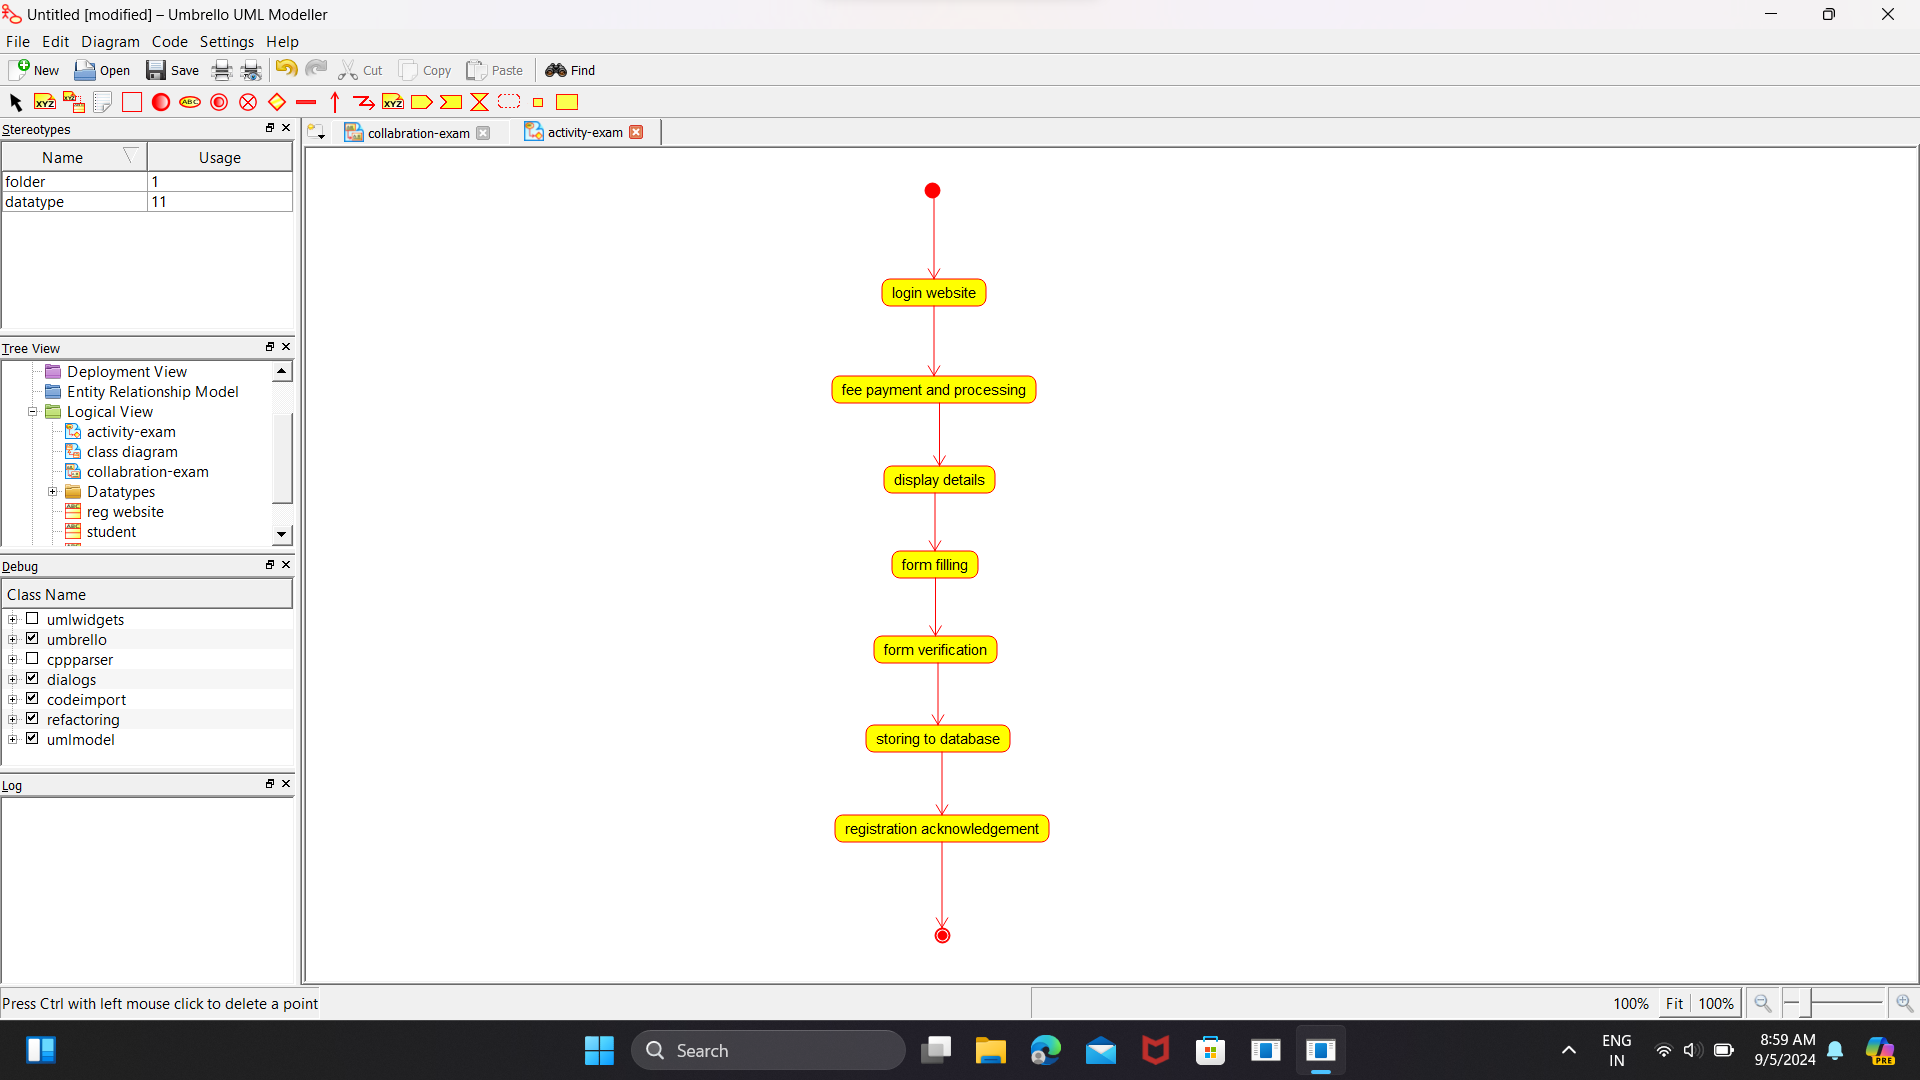 Untitled [modified] – Umbrello UML Modeller
File Edit Diagram Code Settings Help
New Open Save Cut Copy Paste Find
XYZ XYZ ABC XYZ
Stereotypes
Name Usage
folder 1
datatype 11
Tree View
Deployment View
Entity Relationship Model
Logical View
activity-exam
class diagram
collabration-exam
Datatypes
reg website
student
Debug
Class Name
umlwidgets
umbrello
cppparser
dialogs
codeimport
refactoring
umlmodel
Log
collabration-exam activity-exam
login website
fee payment and processing
display details
form filling
form verification
storing to database
registration acknowledgement
Press Ctrl with left mouse click to delete a point
100% Fit 100%
Search
ENG
IN
8:59 AM
9/5/2024
PRE